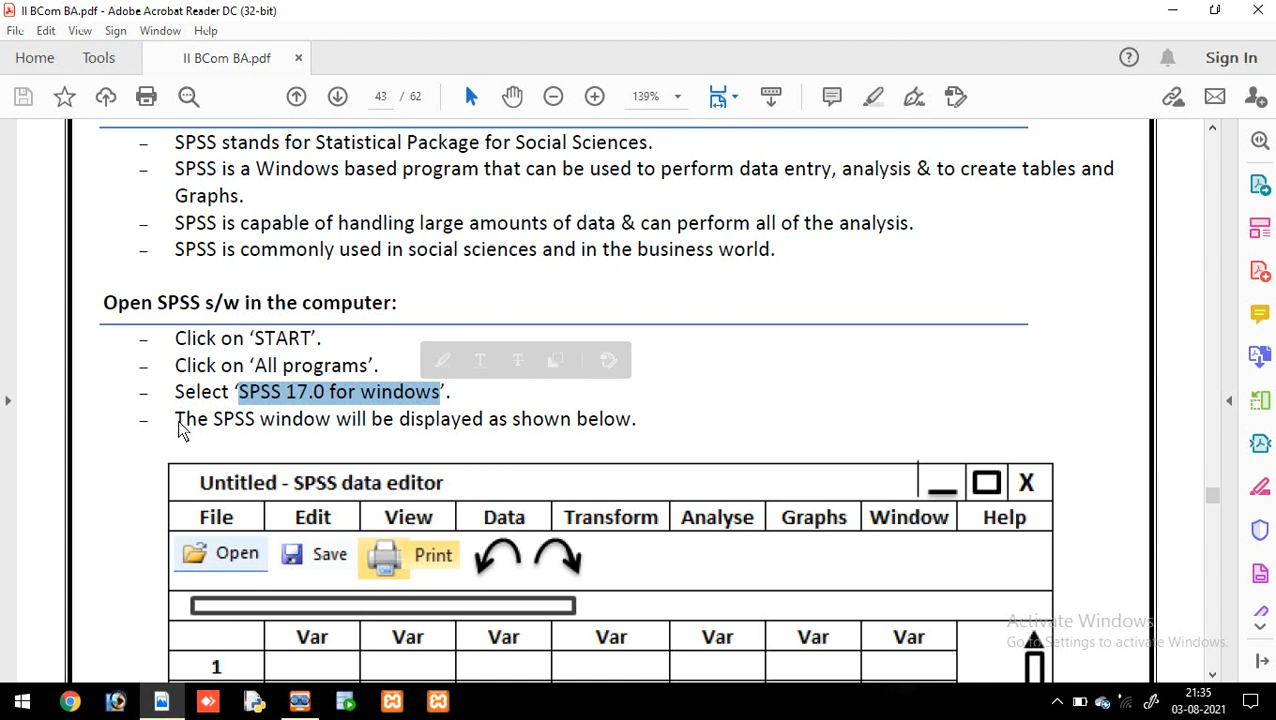 II BCom BA.pdf - Adobe Acrobat Reader DC (32-bit)
File Edit View Sign Window Help
Home Tools II BCom BA.pdf × Sign In
43 / 62 139%
– SPSS stands for Statistical Package for Social Sciences.
– SPSS is a Windows based program that can be used to perform data entry, analysis & to create tables and
Graphs.
– SPSS is capable of handling large amounts of data & can perform all of the analysis.
– SPSS is commonly used in social sciences and in the business world.
Open SPSS s/w in the computer:
– Click on ‘START’.
– Click on ‘All programs’.
– Select ‘SPSS 17.0 for windows’.
– The SPSS window will be displayed as shown below.
Untitled - SPSS data editor X
File Edit View Data Transform Analyse Graphs Window Help
Open Save Print
Var Var Var Var Var Var Var
1
Activate Windows
Go to Settings to activate Windows.
21:35
03-08-2021